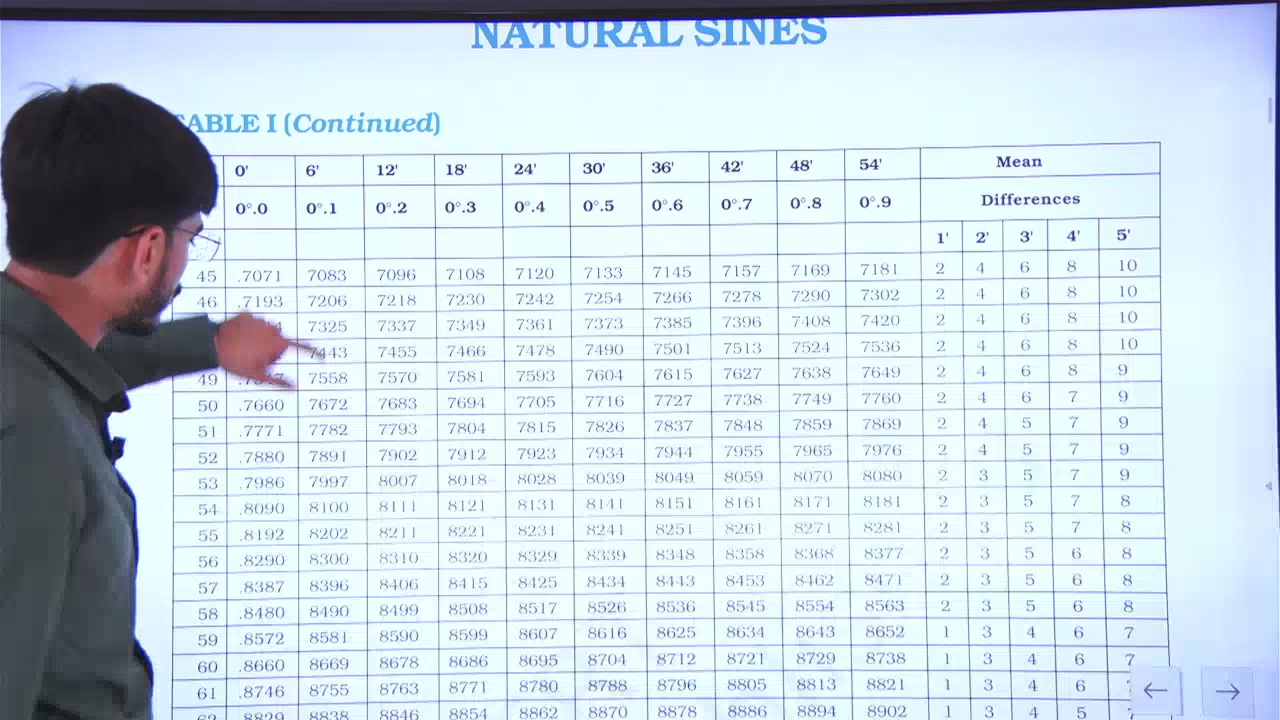 NATURAL SINES
TABLE I (Continued)
0' 6' 12' 18' 24' 30' 36' 42' 48' 54' Mean
0°.0 0°.1 0°.2 0°.3 0°.4 0°.5 0°.6 0°.7 0°.8 0°.9 Differences
1' 2' 3' 4' 5'
45 .7071 7083 7096 7108 7120 7133 7145 7157 7169 7181 2 4 6 8 10
46 .7193 7206 7218 7230 7242 7254 7266 7278 7290 7302 2 4 6 8 10
7325 7337 7349 7361 7373 7385 7396 7408 7420 2 4 6 8 10
7443 7455 7466 7478 7490 7501 7513 7524 7536 2 4 6 8 10
49 7558 7570 7581 7593 7604 7615 7627 7638 7649 2 4 6 8 9
50 .7660 7672 7683 7694 7705 7716 7727 7738 7749 7760 2 4 6 7 9
51 .7771 7782 7793 7804 7815 7826 7837 7848 7859 7869 2 4 5 7 9
52 .7880 7891 7902 7912 7923 7934 7944 7955 7965 7976 2 4 5 7 9
53 .7986 7997 8007 8018 8028 8039 8049 8059 8070 8080 2 3 5 7 9
54 .8090 8100 8111 8121 8131 8141 8151 8161 8171 8181 2 3 5 7 8
55 .8192 8202 8211 8221 8231 8241 8251 8261 8271 8281 2 3 5 7 8
56 .8290 8300 8310 8320 8329 8339 8348 8358 8368 8377 2 3 5 6 8
57 .8387 8396 8406 8415 8425 8434 8443 8453 8462 8471 2 3 5 6 8
58 .8480 8490 8499 8508 8517 8526 8536 8545 8554 8563 2 3 5 6 8
59 .8572 8581 8590 8599 8607 8616 8625 8634 8643 8652 1 3 4 6 7
60 .8660 8669 8678 8686 8695 8704 8712 8721 8729 8738 1 3 4 6 7
61 .8746 8755 8763 8771 8780 8788 8796 8805 8813 8821 1 3 4 6
62 .8829 8838 8846 8854 8862 8870 8878 8886 8894 8902 1 3 4 5